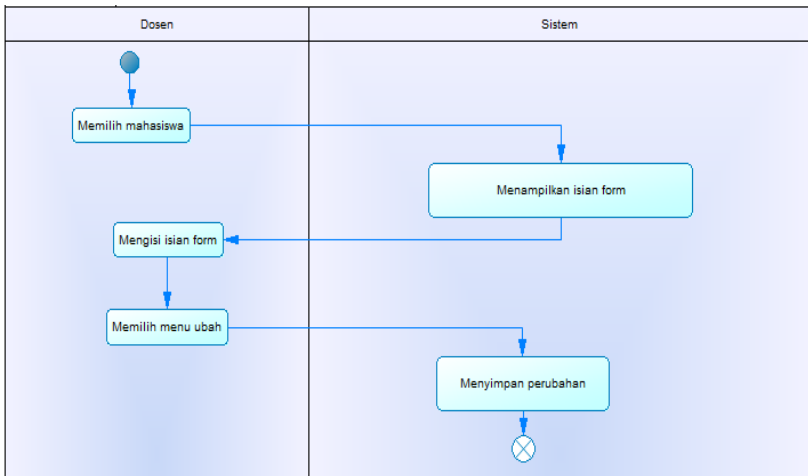 Dosen
Sistem
Memilih mahasiswa
Menampilkan isian form
Mengisi isian form
Memilih menu ubah
Menyimpan perubahan